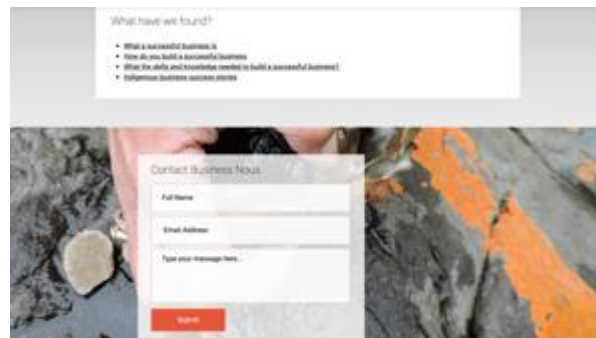 What have we found?
What a successful business is
How do you build a successful business
What the skills and knowledge needed to build a successful business?
Indigenous business success stories
Contact Business Nous
Full Name
Email Address
Type your message here...
Submit